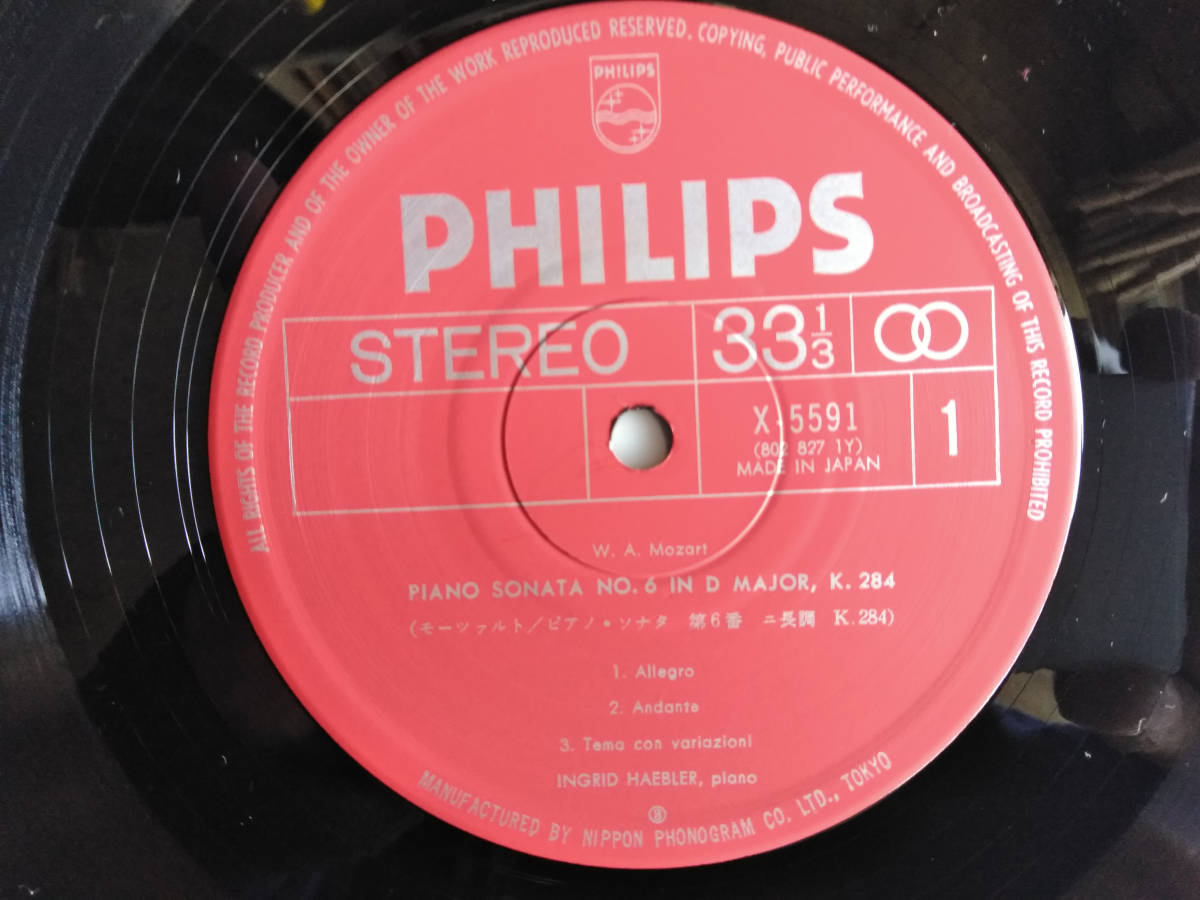 ALL RIGHTS OF THE RECORD PRODUCER AND OF THE OWNER OF THE WORK REPRODUCED RESERVED. COPYING, PUBLIC PERFORMANCE AND BROADCASTING OF THIS RECORD PROHIBITED
PHILIPS
PHILIPS
STEREO
33 1/3
X-5591
(802 827 1Y)
MADE IN JAPAN
1
W. A. Mozart
PIANO SONATA NO. 6 IN D MAJOR, K. 284
(モーツァルト/ピアノ・ソナタ 第6番 ニ長調 K.284)
1. Allegro
2. Andante
3. Tema con variazioni
INGRID HAEBLER, piano
MANUFACTURED BY NIPPON PHONOGRAM CO. LTD., TOKYO